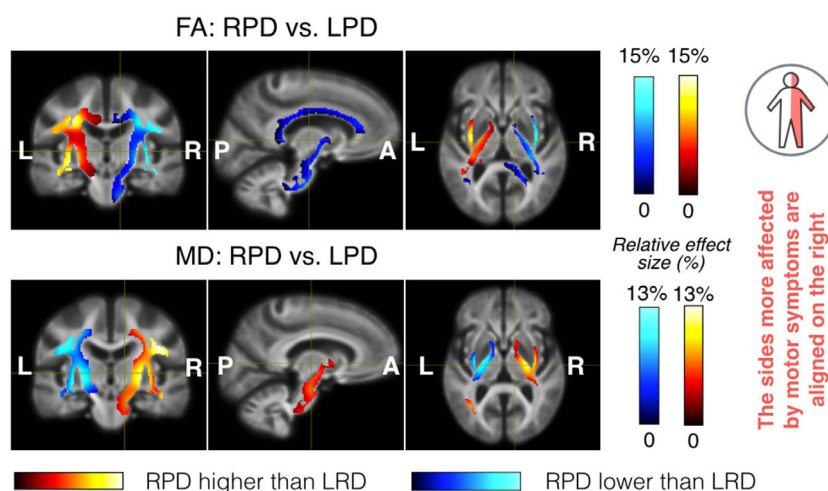 FA: RPD vs. LPD
L
R
P
A
L
R
15% 15%
0 0
Relative effect
size (%)
MD: RPD vs. LPD
L
R
P
A
L
R
13% 13%
0 0
The sides more affected
by motor symptoms are
aligned on the right
RPD higher than LRD
RPD lower than LRD